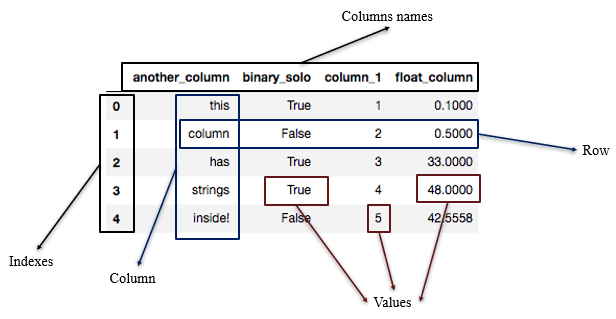 Columns names
another_column binary_solo column_1 float_column
0 this True 1 0.1000
1 column False 2 0.5000
Row
2 has True 3 33.0000
3 strings True 4 48.0000
4 inside! False 5 42.5558
Indexes
Column
Values